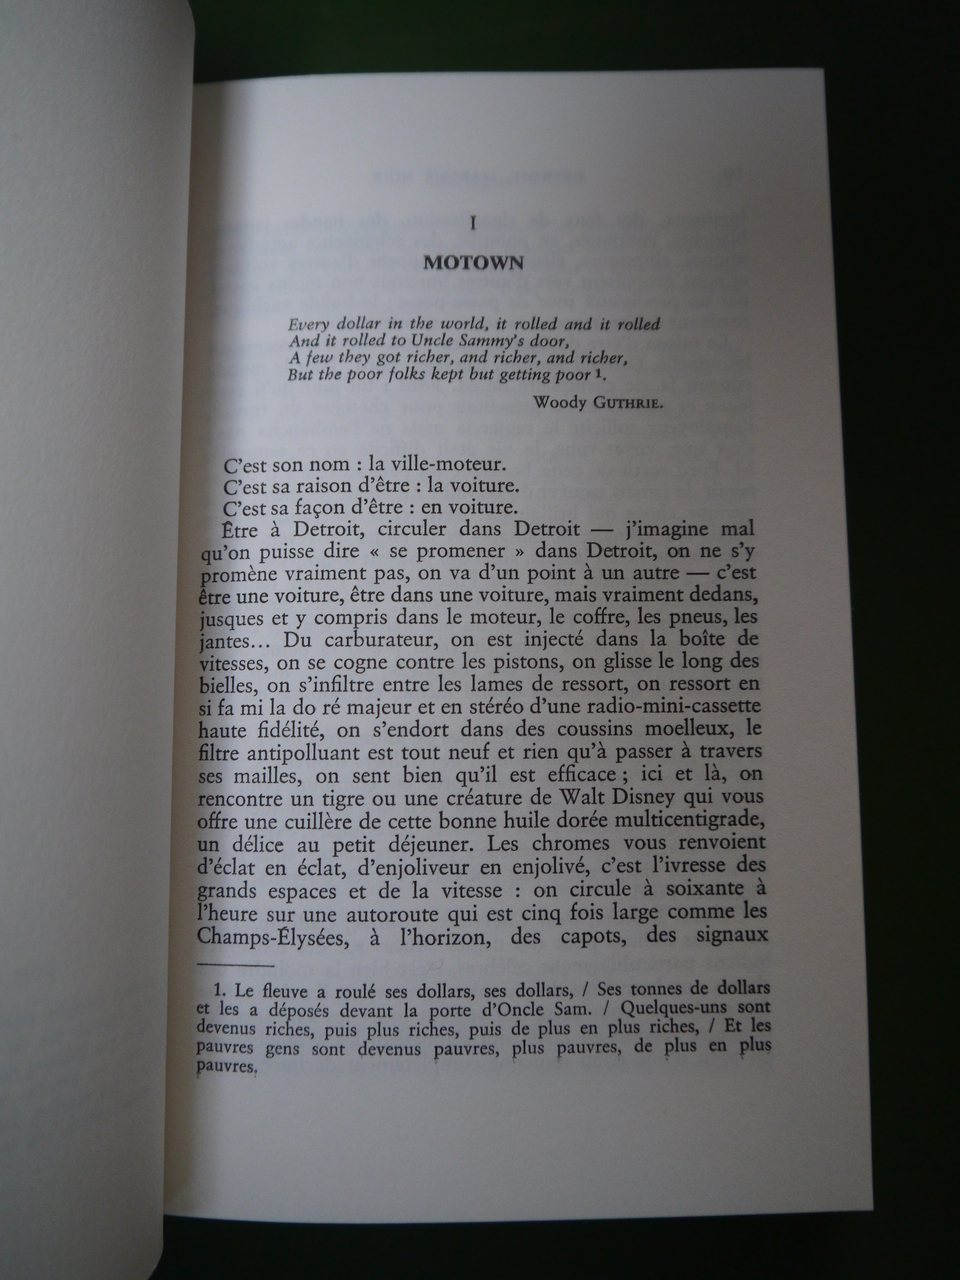 I
MOTOWN
Every dollar in the world, it rolled and it rolled
And it rolled to Uncle Sammy's door,
A few they got richer, and richer, and richer,
But the poor folks kept but getting poor 1.
Woody GUTHRIE.
C'est son nom : la ville-moteur.
C'est sa raison d'être : la voiture.
C'est sa façon d'être : en voiture.
Être à Detroit, circuler dans Detroit — j'imagine mal
qu'on puisse dire « se promener » dans Detroit, on ne s'y
promène vraiment pas, on va d'un point à un autre — c'est
être une voiture, être dans une voiture, mais vraiment dedans,
jusques et y compris dans le moteur, le coffre, les pneus, les
jantes... Du carburateur, on est injecté dans la boîte de
vitesses, on se cogne contre les pistons, on glisse le long des
bielles, on s'infiltre entre les lames de ressort, on ressort en
si fa mi la do ré majeur et en stéréo d'une radio-mini-cassette
haute fidélité, on s'endort dans des coussins moelleux, le
filtre antipolluant est tout neuf et rien qu'à passer à travers
ses mailles, on sent bien qu'il est efficace ; ici et là, on
rencontre un tigre ou une créature de Walt Disney qui vous
offre une cuillère de cette bonne huile dorée multicentigrade,
un délice au petit déjeuner. Les chromes vous renvoient
d'éclat en éclat, d'enjoliveur en enjolivé, c'est l'ivresse des
grands espaces et de la vitesse : on circule à soixante à
l'heure sur une autoroute qui est cinq fois large comme les
Champs-Élysées, à l'horizon, des capots, des signaux
1. Le fleuve a roulé ses dollars, ses dollars, / Ses tonnes de dollars
et les a déposés devant la porte d'Oncle Sam. / Quelques-uns sont
devenus riches, puis plus riches, puis de plus en plus riches, / Et les
pauvres gens sont devenus pauvres, plus pauvres, de plus en plus
pauvres.